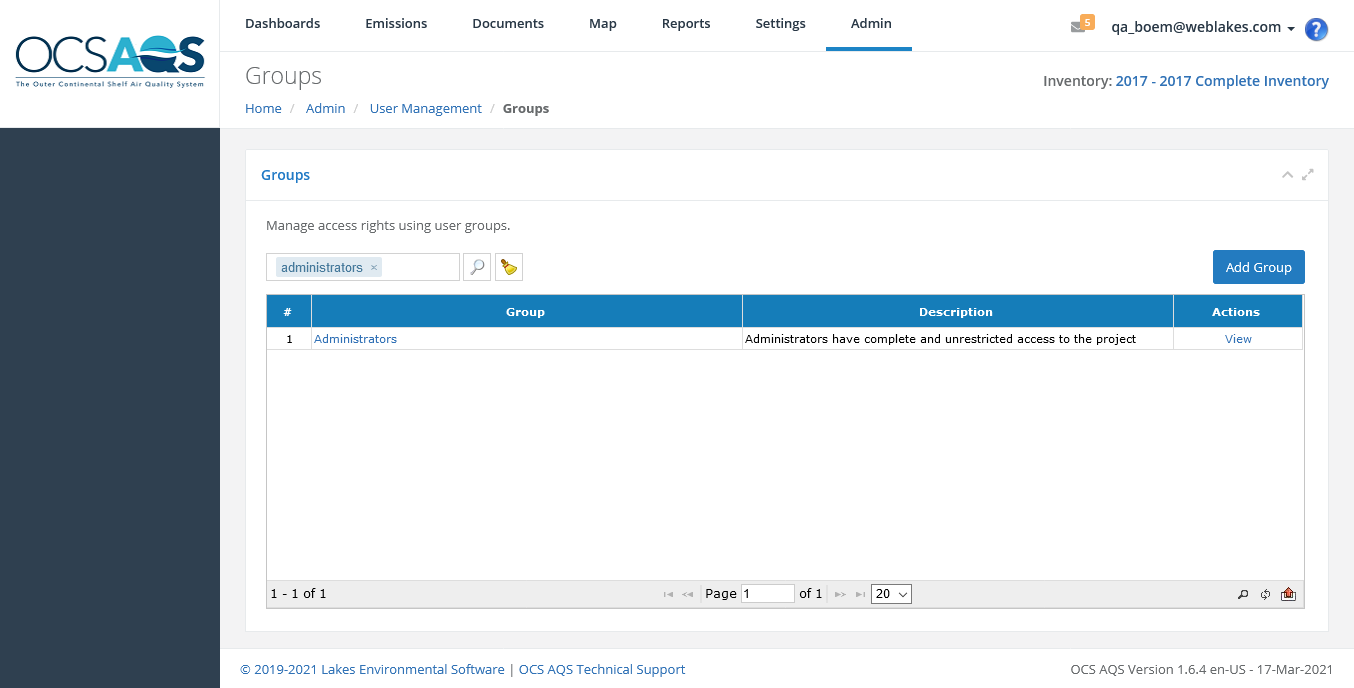 OCSAQS
The Outer Continental Shelf Air Quality System
Dashboards Emissions Documents Map Reports Settings Admin
5
qa_boem@weblakes.com
?
Groups
Inventory: 2017 - 2017 Complete Inventory
Home / Admin / User Management / Groups
Groups
Manage access rights using user groups.
administrators ×
Add Group
# Group Description Actions
1 Administrators Administrators have complete and unrestricted access to the project View
1 - 1 of 1 Page 1 of 1 20
© 2019-2021 Lakes Environmental Software | OCS AQS Technical Support
OCS AQS Version 1.6.4 en-US - 17-Mar-2021